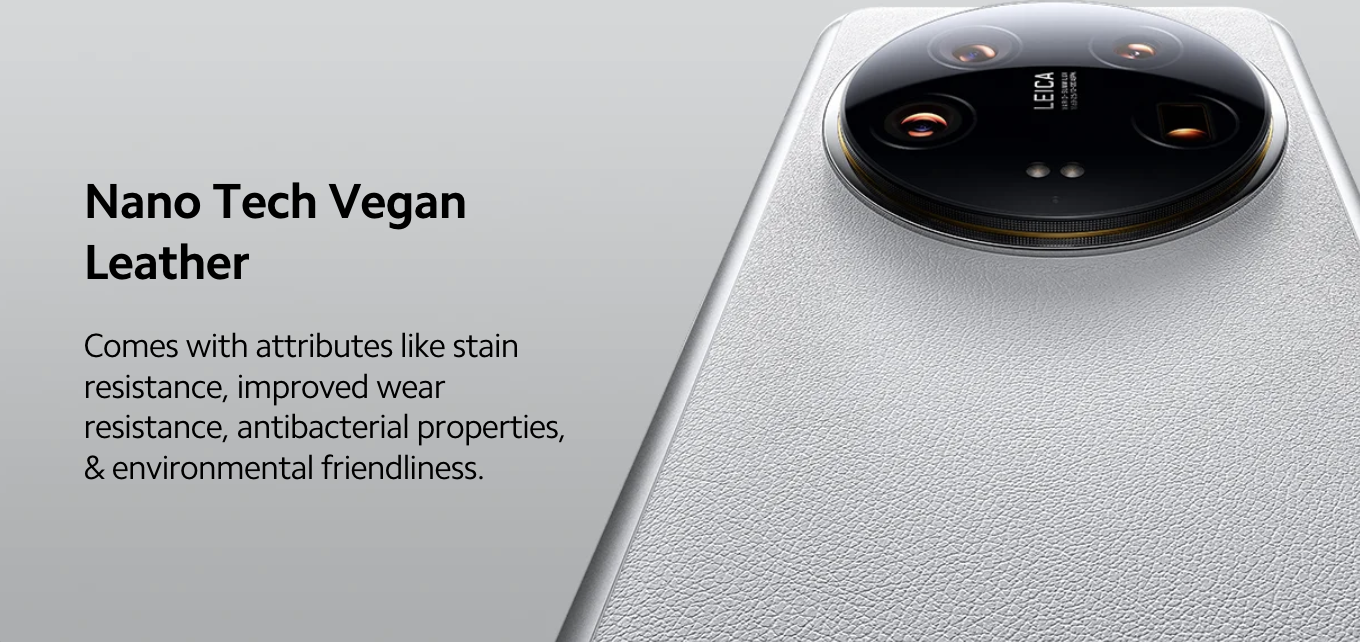 Nano Tech Vegan
Leather
Comes with attributes like stain
resistance, improved wear
resistance, antibacterial properties,
& environmental friendliness.
LEICA